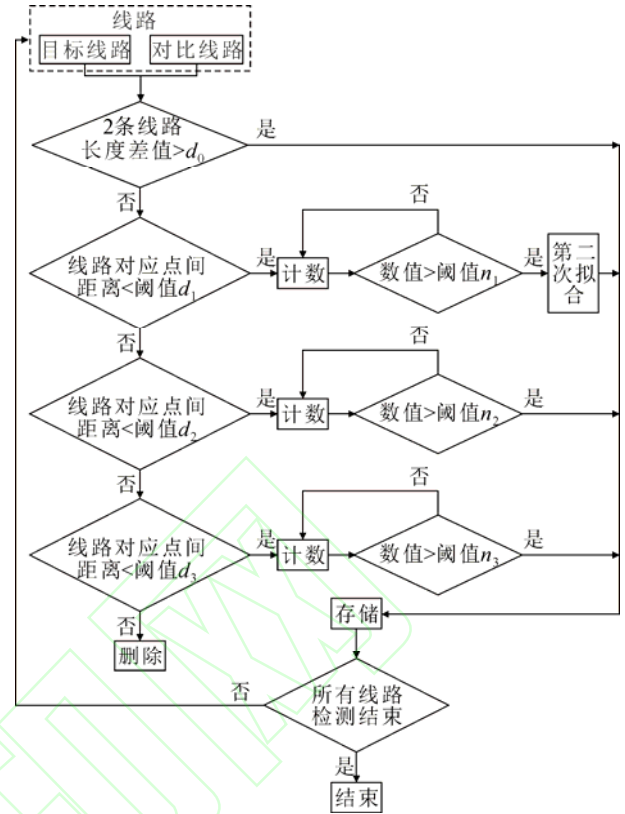 线路
目标线路 对比线路
2条线路
长度差值>d₀
是
否
线路对应点间
距离<阈值d₁
是
计数
否
数值>阈值n₁
是
第二次拟合
否
线路对应点间
距离<阈值d₂
是
计数
否
数值>阈值n₂
是
否
线路对应点间
距离<阈值d₃
是
计数
否
数值>阈值n₃
是
否
删除
存储
否
所有线路
检测结束
是
结束